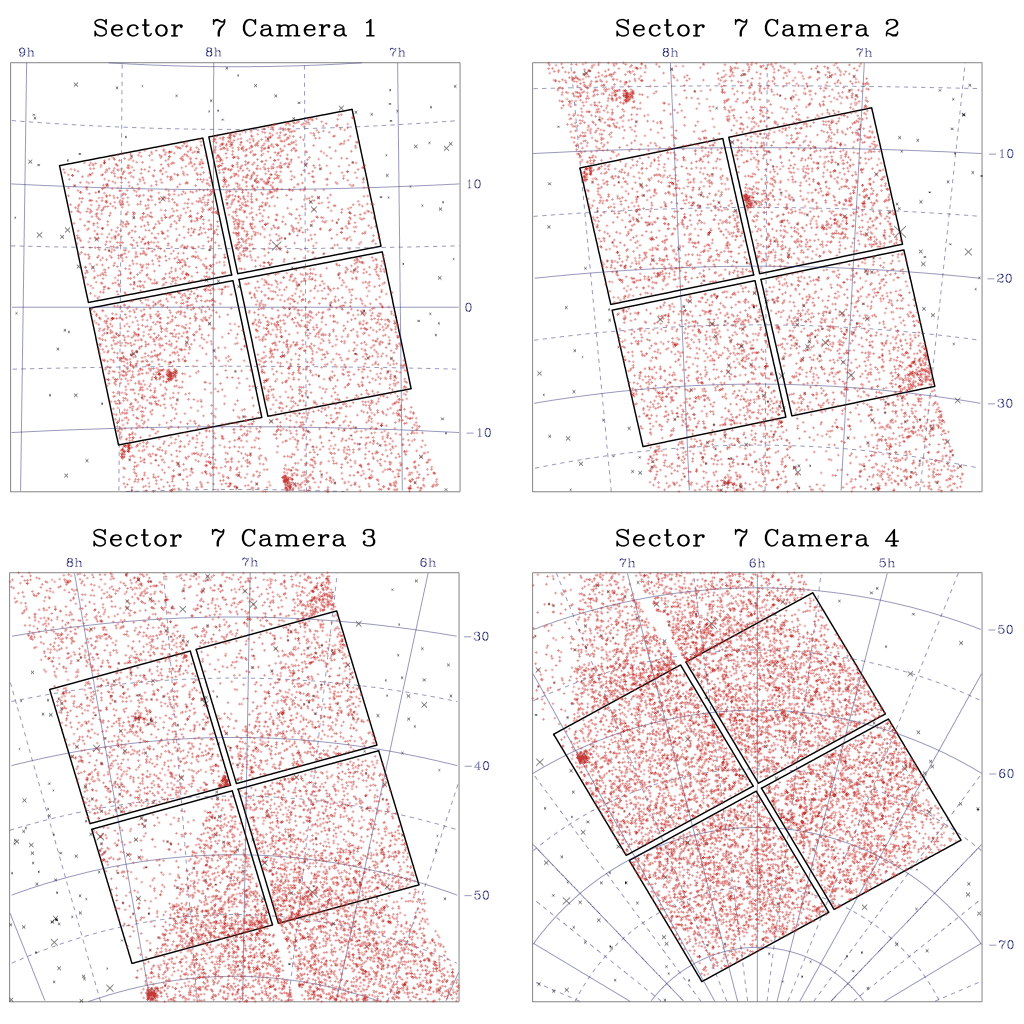 Sector 7 Camera 1
9h 8h 7h
10
0
-10
Sector 7 Camera 2
8h 7h
-10
-20
-30
Sector 7 Camera 3
8h 7h 6h
-30
-40
-50
Sector 7 Camera 4
7h 6h 5h
-50
-60
-70